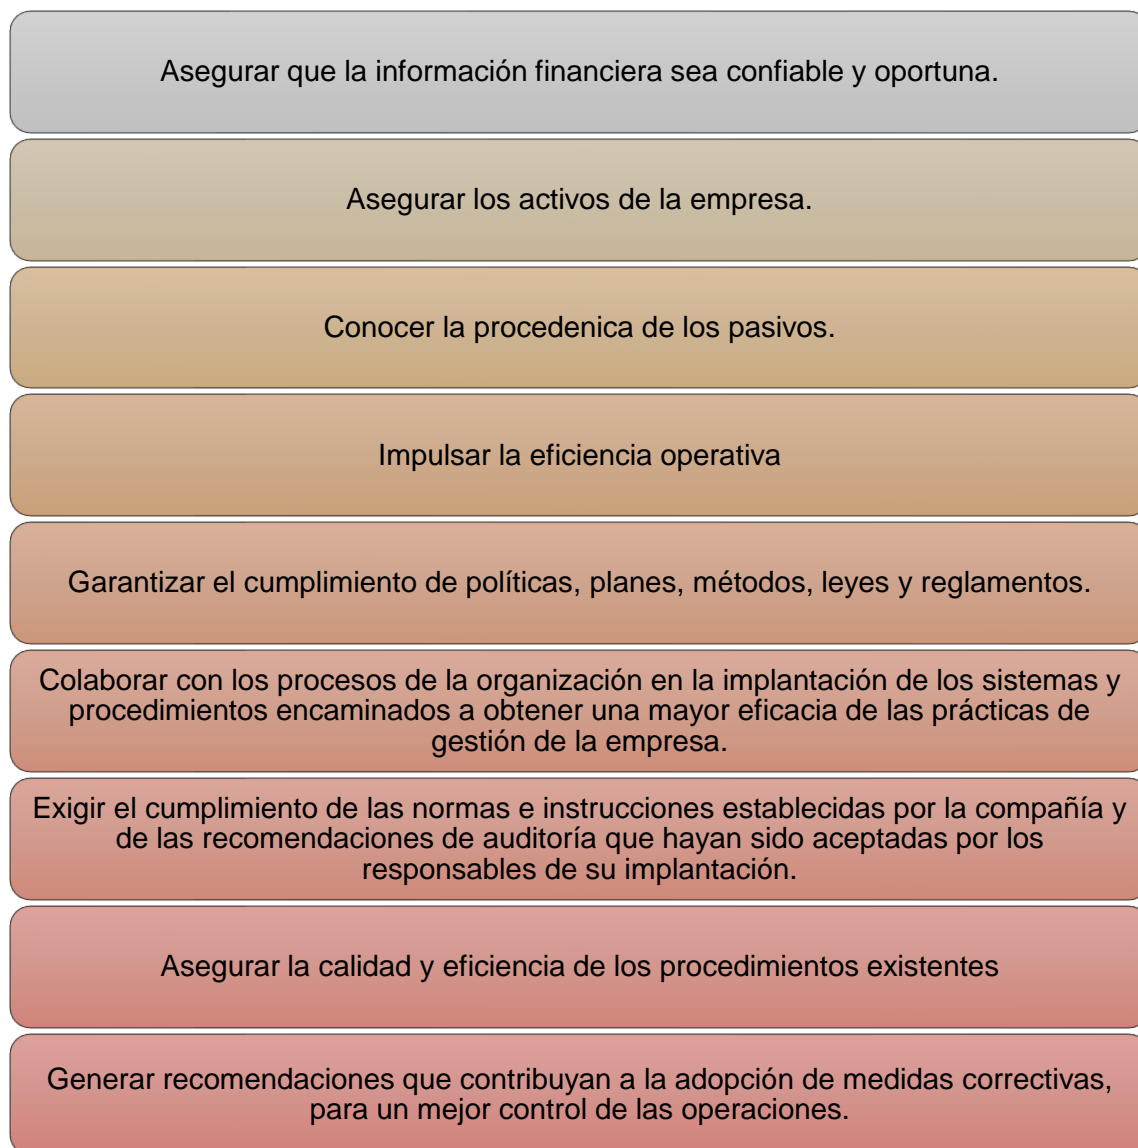 Asegurar que la información financiera sea confiable y oportuna.
Asegurar los activos de la empresa.
Conocer la procedenica de los pasivos.
Impulsar la eficiencia operativa
Garantizar el cumplimiento de políticas, planes, métodos, leyes y reglamentos.
Colaborar con los procesos de la organización en la implantación de los sistemas y
procedimientos encaminados a obtener una mayor eficacia de las prácticas de
gestión de la empresa.
Exigir el cumplimiento de las normas e instrucciones establecidas por la compañía y
de las recomendaciones de auditoría que hayan sido aceptadas por los
responsables de su implantación.
Asegurar la calidad y eficiencia de los procedimientos existentes
Generar recomendaciones que contribuyan a la adopción de medidas correctivas,
para un mejor control de las operaciones.